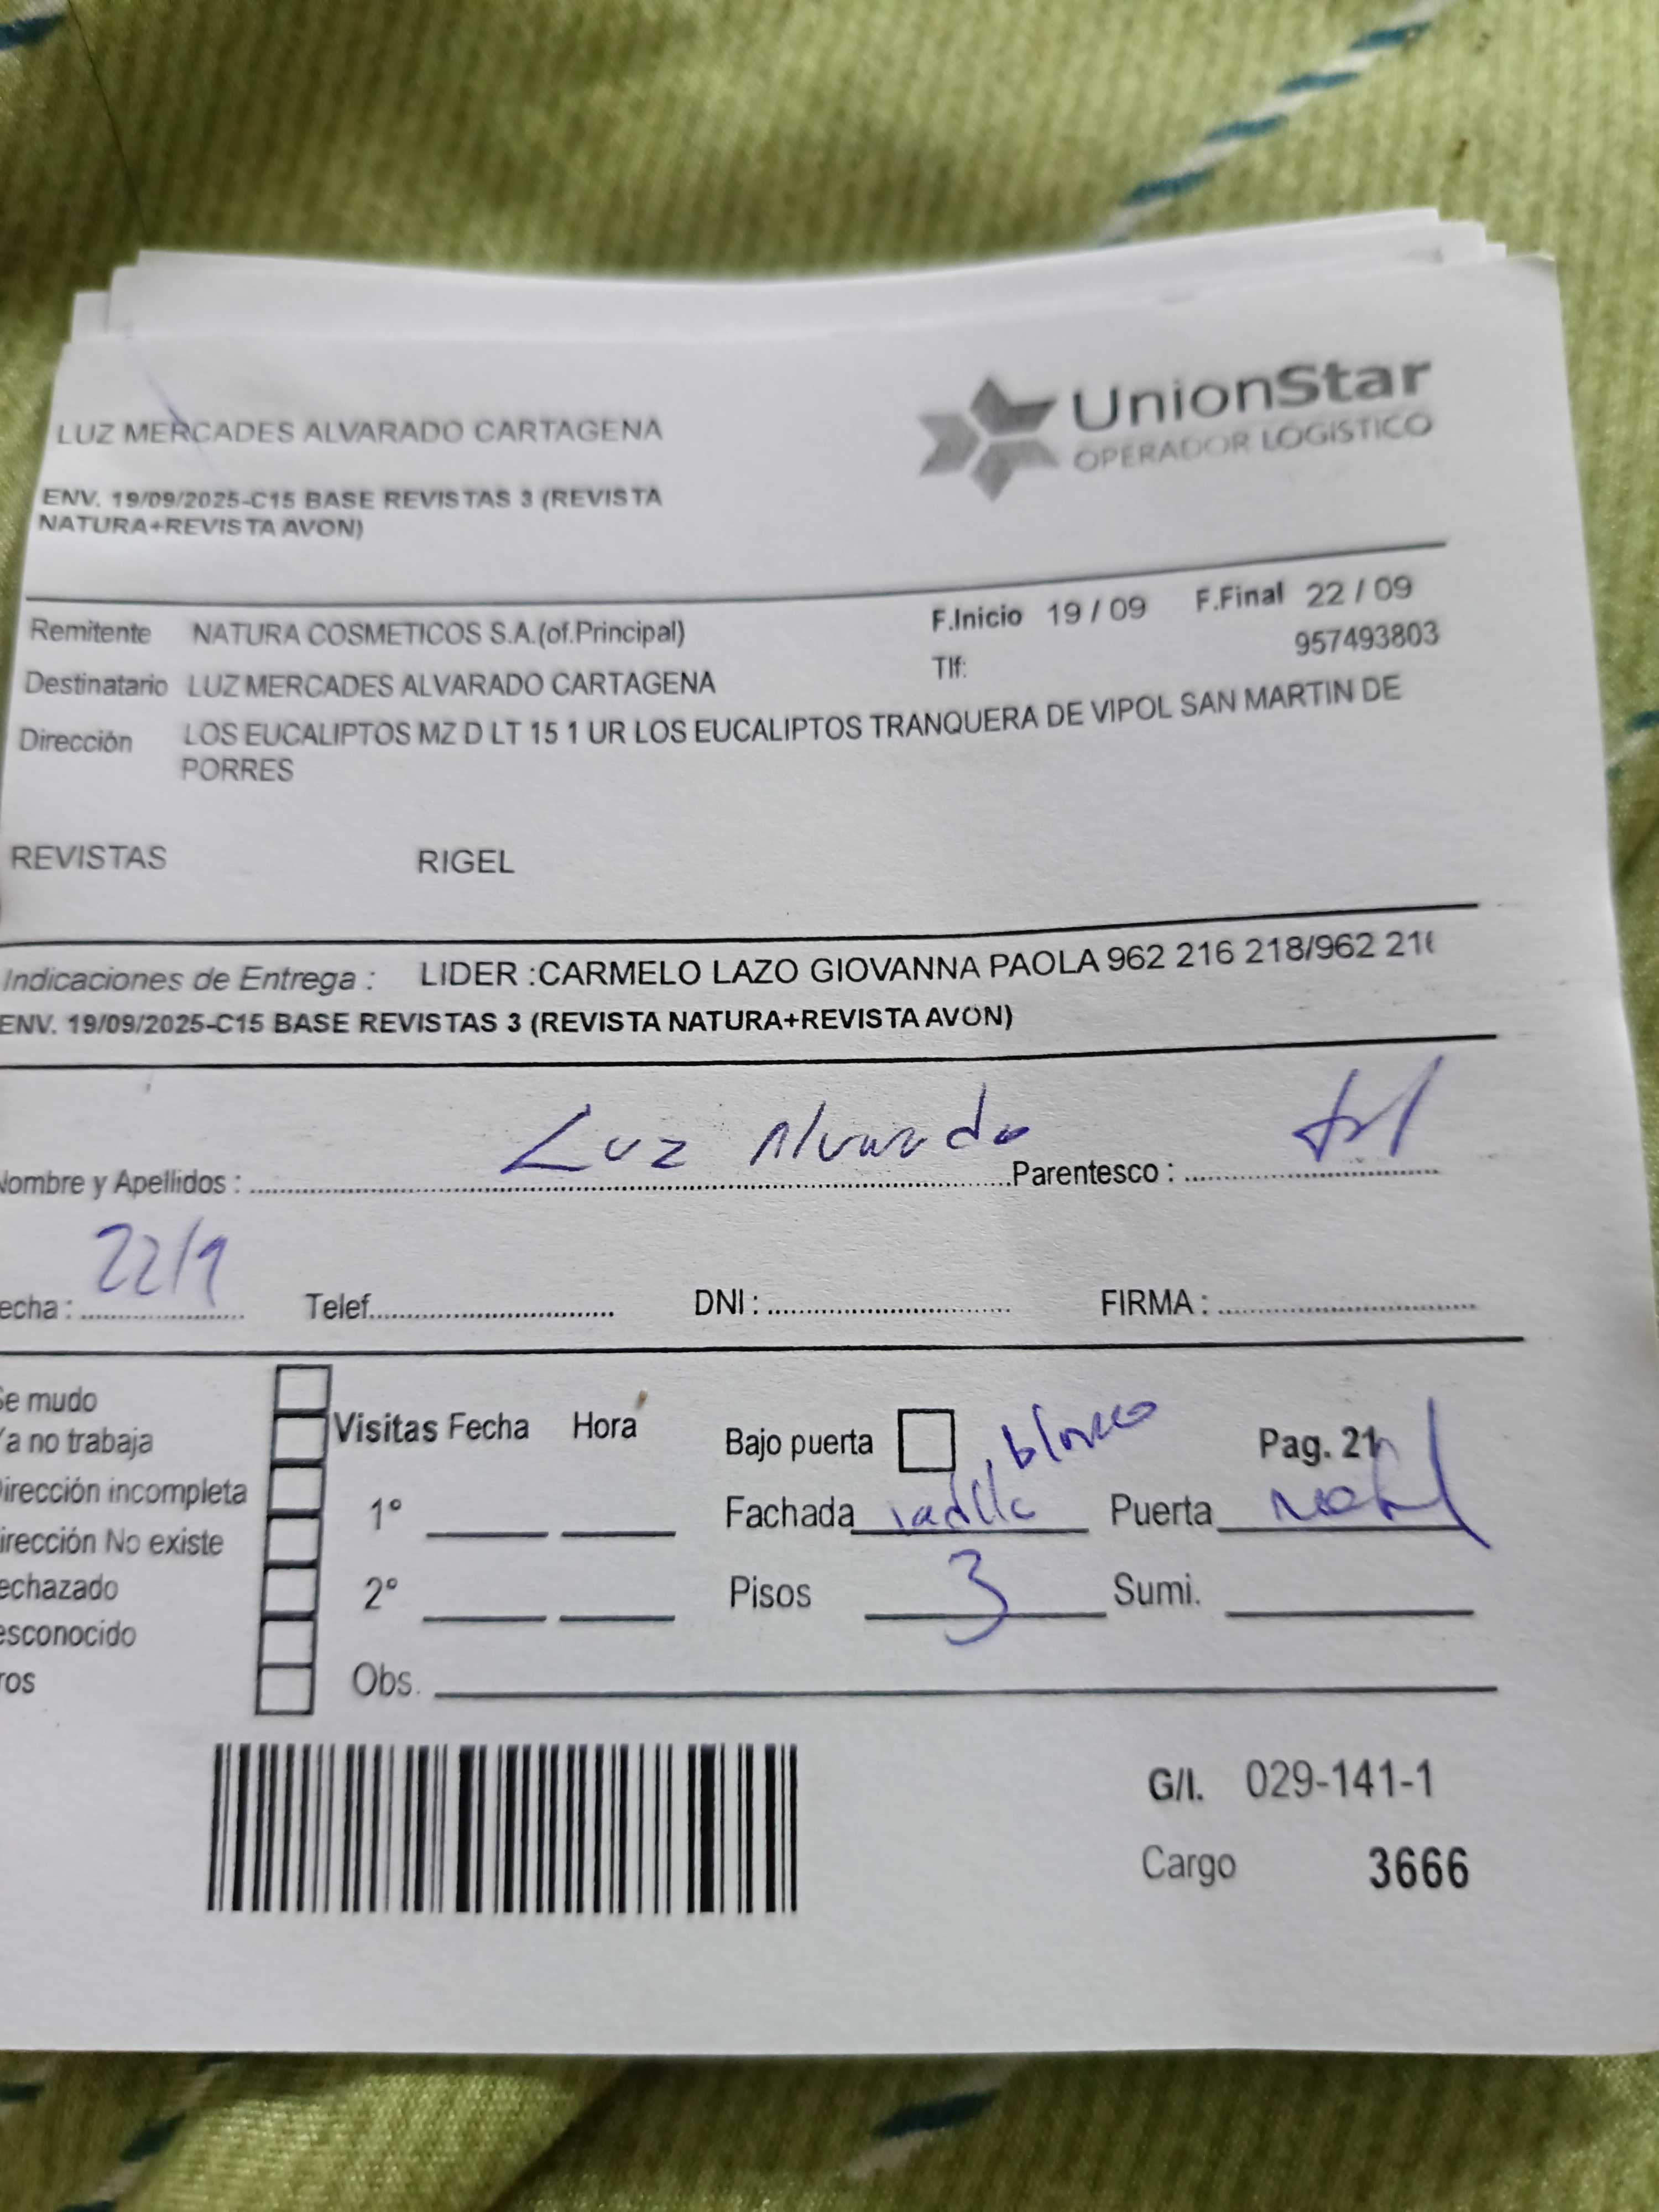 LUZ MERCADES ALVARADO CARTAGENA
UnionStar
OPERADOR LOGISTICO
ENV. 19/09/2025-C15 BASE REVISTAS 3 (REVISTA
NATURA+REVISTA AVON)
Remitente NATURA COSMETICOS S.A.(of.Principal) F.Inicio 19 / 09 F.Final 22 / 09
Destinatario LUZ MERCADES ALVARADO CARTAGENA Tlf: 957493803
Dirección LOS EUCALIPTOS MZ D LT 15 1 UR LOS EUCALIPTOS TRANQUERA DE VIPOL SAN MARTIN DE
PORRES
REVISTAS RIGEL
Indicaciones de Entrega : LIDER :CARMELO LAZO GIOVANNA PAOLA 962 216 218/962 216
ENV. 19/09/2025-C15 BASE REVISTAS 3 (REVISTA NATURA+REVISTA AVON)
Nombre y Apellidos : Luz Alvarado Parentesco :
echa : 22/9 Telef. DNI : FIRMA :
Se mudo
Ya no trabaja
Dirección incompleta
irección No existe
echazado
esconocido
ros
Visitas Fecha Hora
1°
2°
Obs.
Bajo puerta blanco Pag. 21
Fachada Puerta
Pisos 3 Sumi.
G/I. 029-141-1
Cargo 3666